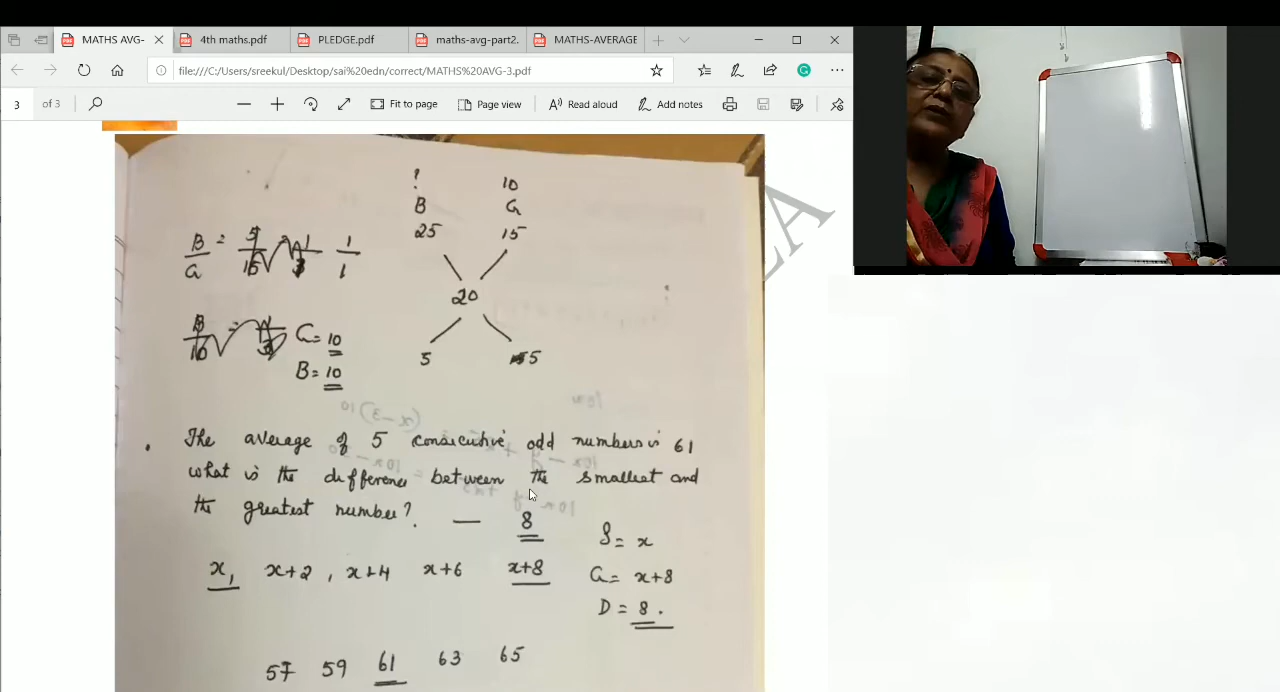 MATHS AVG-
4th maths.pdf
PLEDGE.pdf
maths-avg-part2.
MATHS-AVERAGE
file:///C:/Users/sreekul/Desktop/sai%20edn/correct/MATHS%20AVG-3.pdf
3 of 3
Fit to page
Page view
Read aloud
Add notes
? 10
B G
25 15
B/G = 5/15 = 1/3 1/1
20
G = 10
5 5
B = 10
The average of 5 consecutive odd numbers is 61
what is the difference between the smallest and
the greatest number? — 8
S = x
x, x+2, x+4 x+6 x+8
G = x+8
D = 8.
57 59 61 63 65